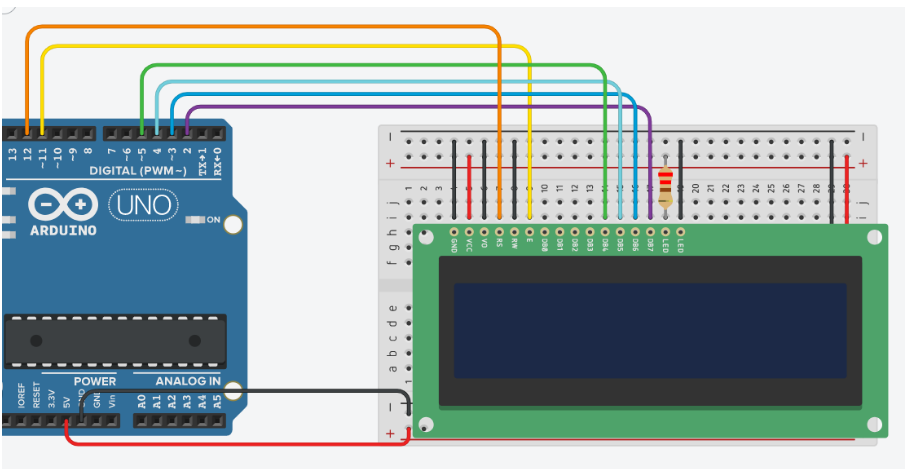 13 12 ~11 ~10 ~9 8 7 ~6 ~5 4 ~3 2 TX→1 RX←0
DIGITAL (PWM ~)
UNO
ON
ARDUINO
POWER ANALOG IN
IOREF RESET 3.3V 5V GND GND Vin A0 A1 A2 A3 A4 A5
− −
+ +
1 2 3 4 5 6 7 8 9 10 11 12 13 14 15 16 17 18 19 20 21 22 23 24 25 26 27 28 29 30
j j
i i
h
g
f
GND VCC V0 RS RW E DB0 DB1 DB2 DB3 DB4 DB5 DB6 DB7 LED LED
e
d
c
b
a
1
−
+